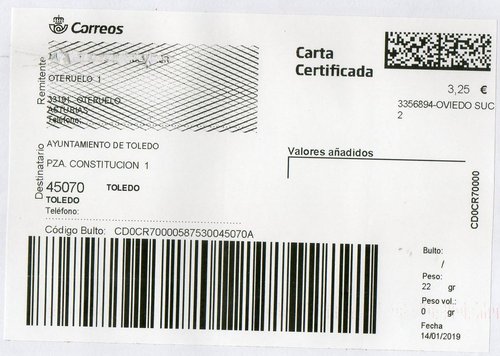 Correos
Carta
Certificada
3,25 €
3356894-OVIEDO SUC
2
Remitente
OTERUELO 1
33191 OTERUELO
ASTURIAS
Teléfono:
Destinatario
AYUNTAMIENTO DE TOLEDO
PZA. CONSTITUCION 1
45070 TOLEDO
TOLEDO
Teléfono:
Valores añadidos
CD0CR70000
Código Bulto: CD0CR70000587530045070A
Bulto:
/
Peso:
22 gr
Peso vol.:
0 gr
Fecha
14/01/2019